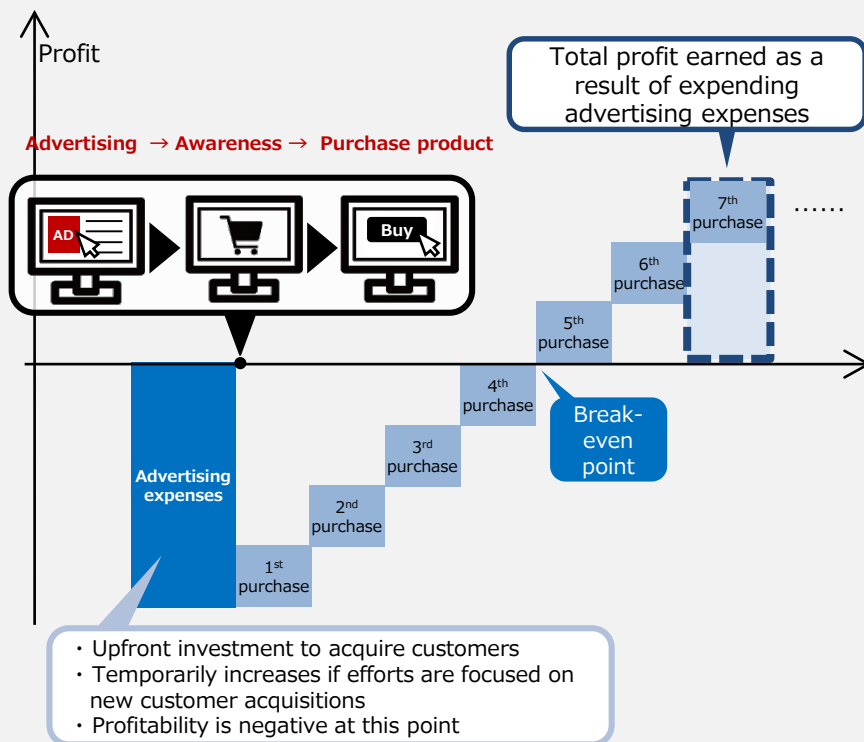 Profit
Total profit earned as a
result of expending
advertising expenses
Advertising → Awareness → Purchase product
AD
Buy
7th
purchase
……
6th
purchase
5th
purchase
4th
purchase
Break-
even
point
3rd
purchase
Advertising
expenses
2nd
purchase
1st
purchase
・Upfront investment to acquire customers
・Temporarily increases if efforts are focused on
new customer acquisitions
・Profitability is negative at this point